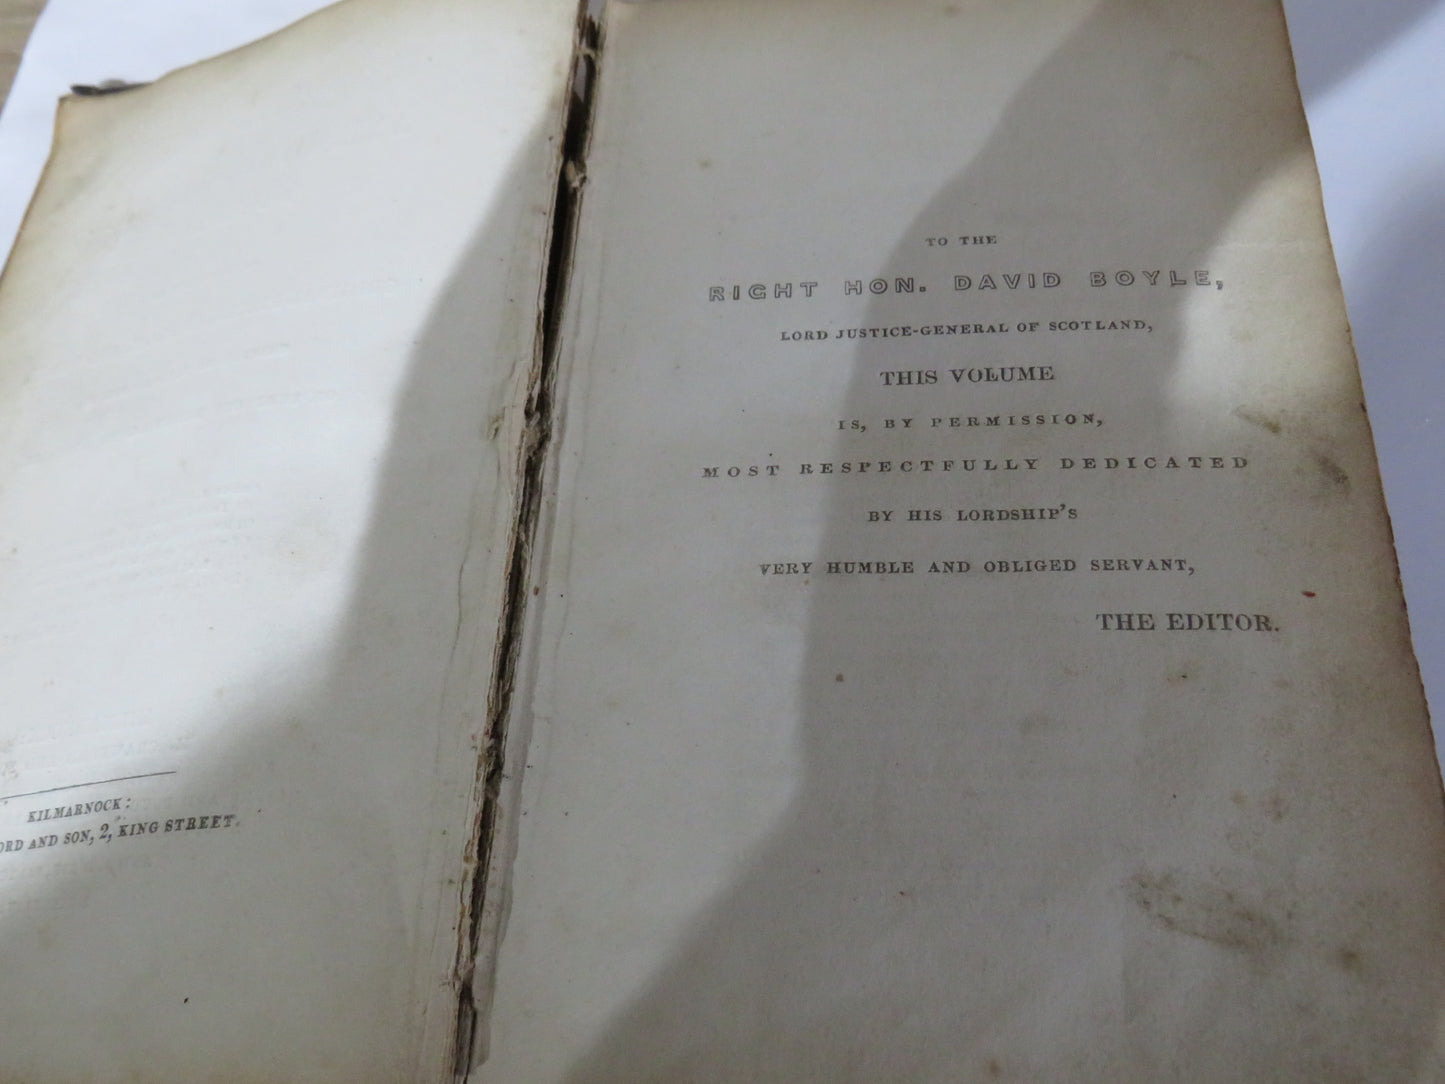 KILMARNOCK:
AND SON, 2, KING STREET.
TO THE
RIGHT HON. DAVID BOYLE,
LORD JUSTICE-GENERAL OF SCOTLAND,
THIS VOLUME
IS, BY PERMISSION,
MOST RESPECTFULLY DEDICATED
BY HIS LORDSHIP'S
VERY HUMBLE AND OBLIGED SERVANT,
THE EDITOR.